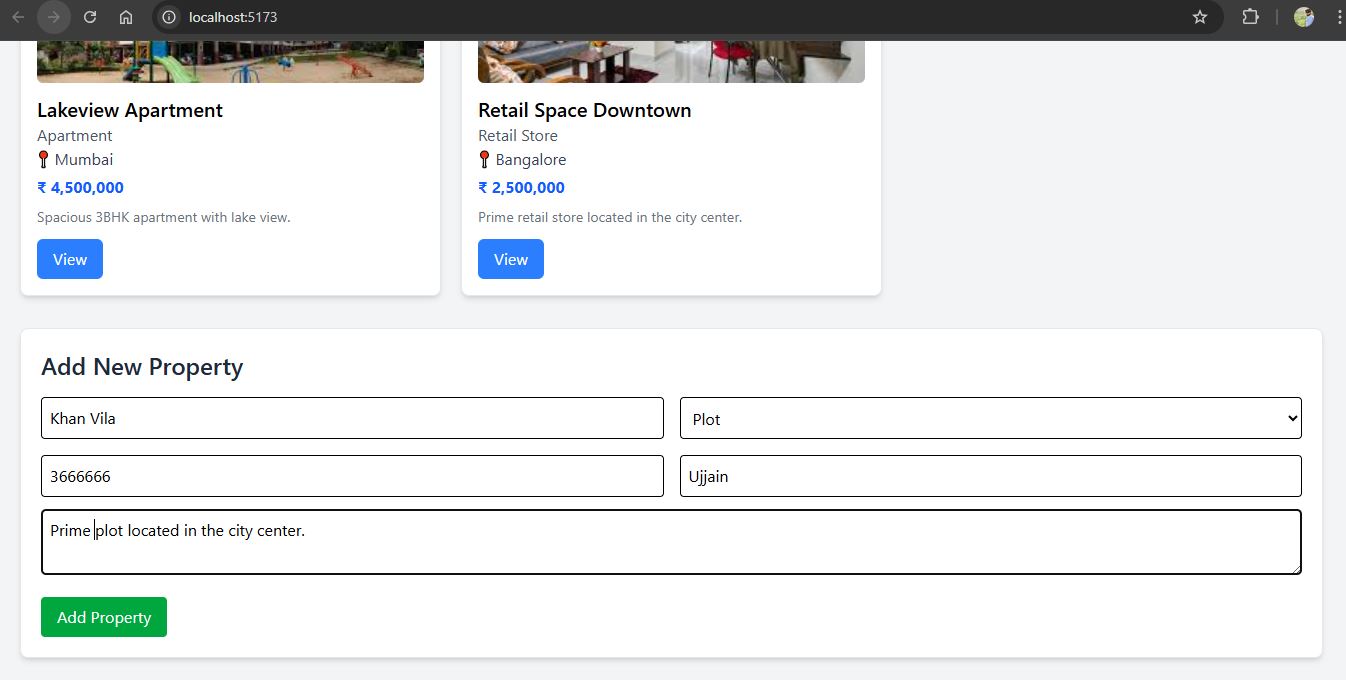 localhost:5173
Lakeview Apartment
Apartment
Mumbai
₹ 4,500,000
Spacious 3BHK apartment with lake view.
View
Retail Space Downtown
Retail Store
Bangalore
₹ 2,500,000
Prime retail store located in the city center.
View
Add New Property
Khan Vila
Plot
3666666
Ujjain
Prime plot located in the city center.
Add Property